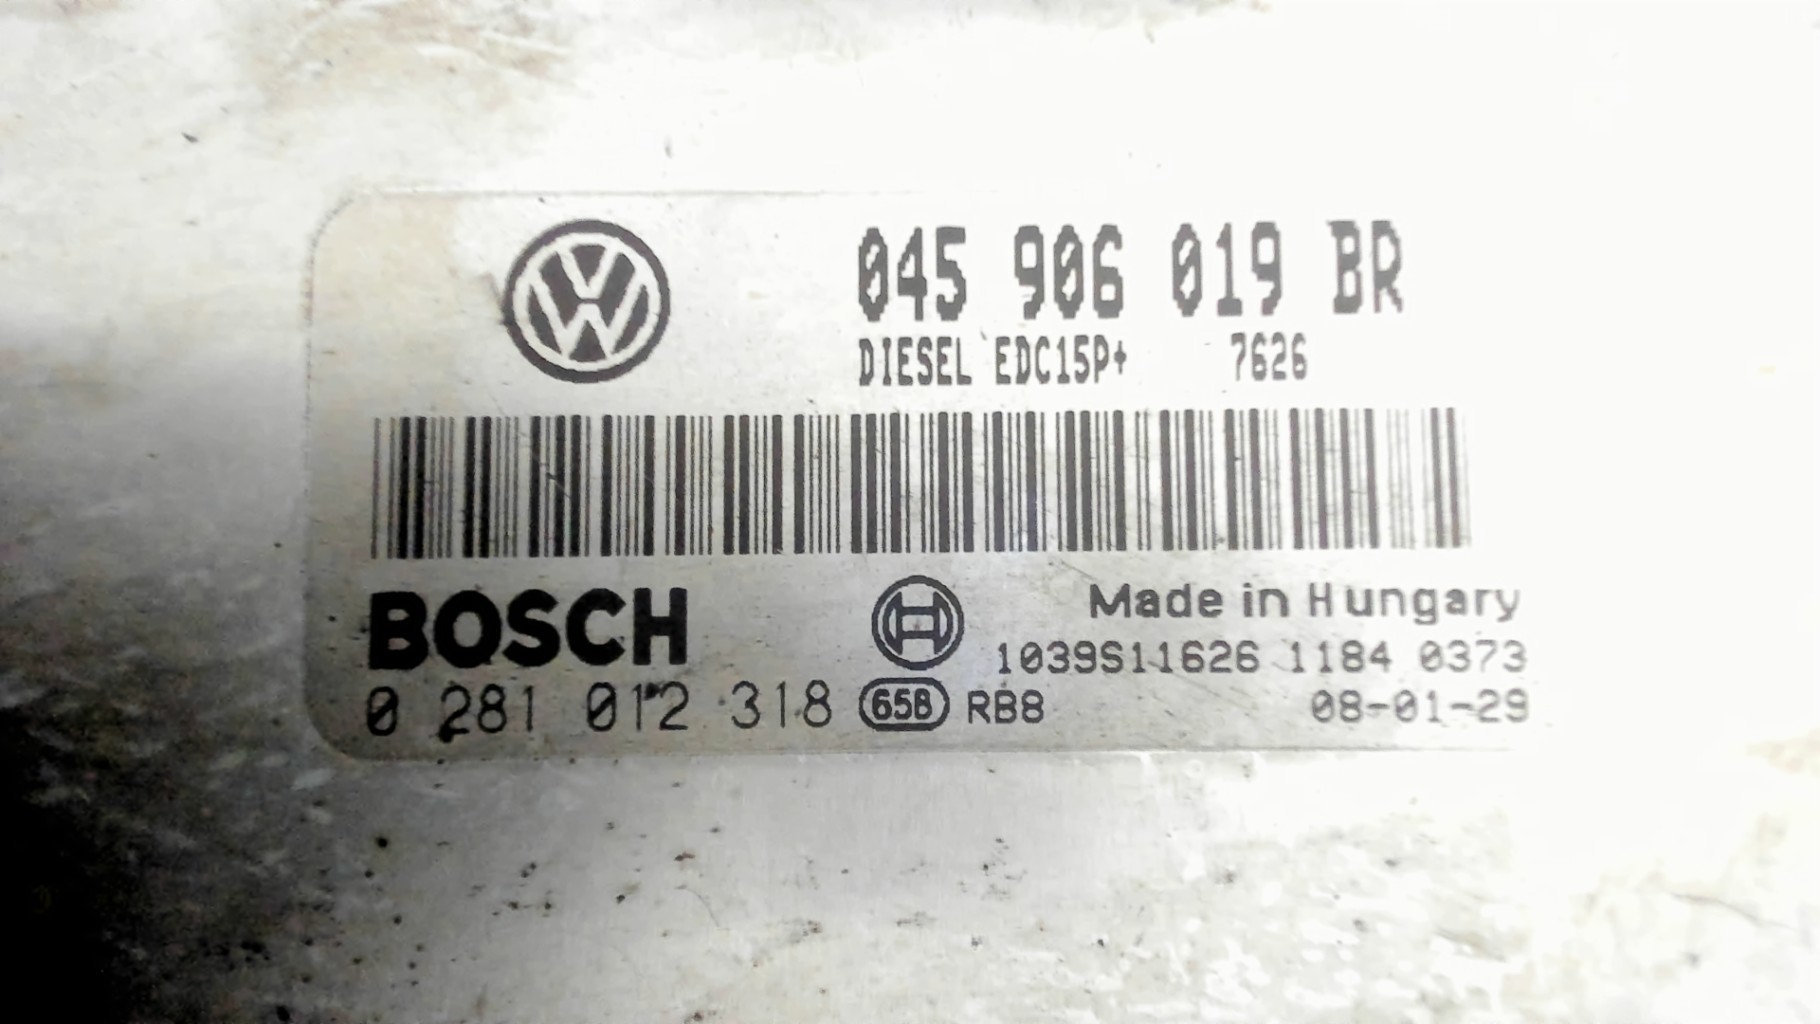 045 906 019 BR
DIESEL EDC15P+ 7626
BOSCH
Made in Hungary
1039S11626 1184 0373
0 281 012 318 65B RB8 08-01-29